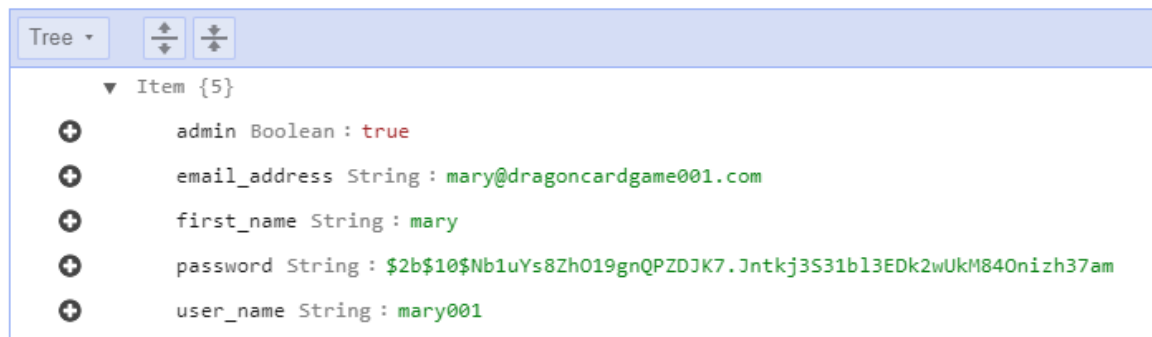 Tree
Item {5}
admin Boolean : true
email_address String : mary@dragoncardgame001.com
first_name String : mary
password String : $2b$10$Nb1uYs8ZhO19gnQPZDJK7.Jntkj3S31bl3EDk2wUkM84Onizh37am
user_name String : mary001